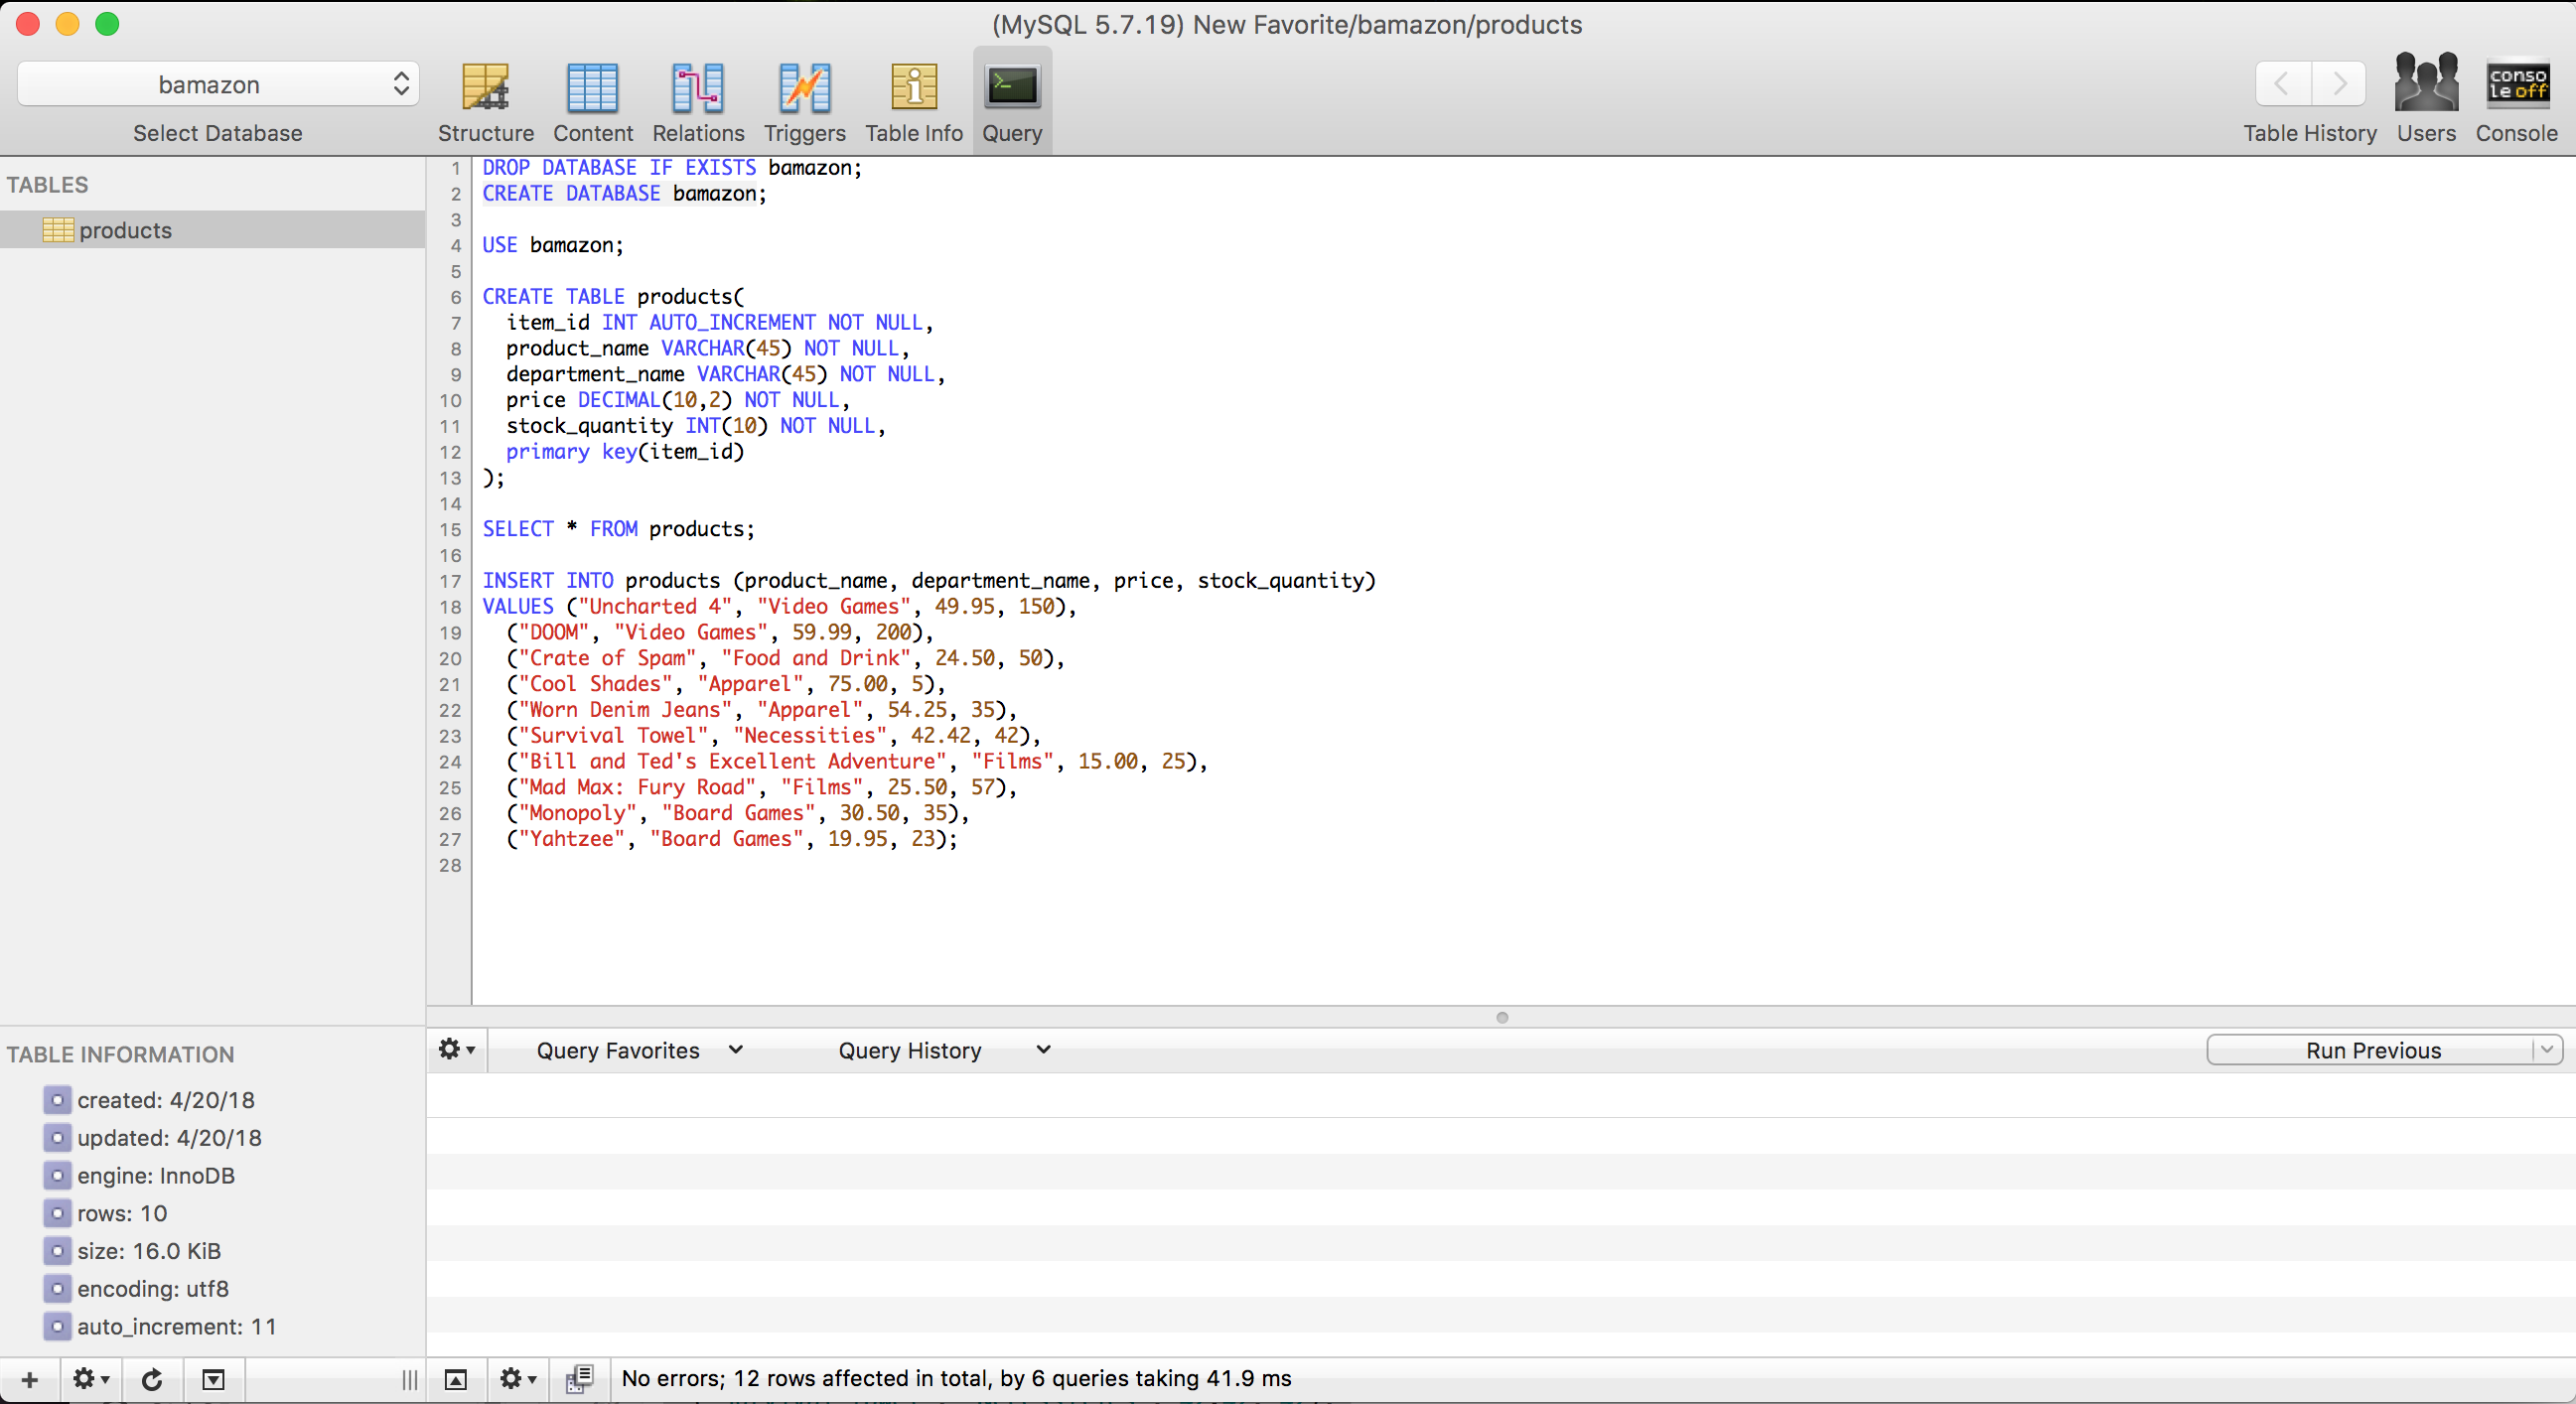 (MySQL 5.7.19) New Favorite/bamazon/products
bamazon
Select Database
Structure
Content
Relations
Triggers
Table Info
Query
Table History
Users
conso
le off
Console
TABLES
products
1 DROP DATABASE IF EXISTS bamazon;
2 CREATE DATABASE bamazon;
3
4 USE bamazon;
5
6 CREATE TABLE products(
7   item_id INT AUTO_INCREMENT NOT NULL,
8   product_name VARCHAR(45) NOT NULL,
9   department_name VARCHAR(45) NOT NULL,
10   price DECIMAL(10,2) NOT NULL,
11   stock_quantity INT(10) NOT NULL,
12   primary key(item_id)
13 );
14
15 SELECT * FROM products;
16
17 INSERT INTO products (product_name, department_name, price, stock_quantity)
18 VALUES ("Uncharted 4", "Video Games", 49.95, 150),
19   ("DOOM", "Video Games", 59.99, 200),
20   ("Crate of Spam", "Food and Drink", 24.50, 50),
21   ("Cool Shades", "Apparel", 75.00, 5),
22   ("Worn Denim Jeans", "Apparel", 54.25, 35),
23   ("Survival Towel", "Necessities", 42.42, 42),
24   ("Bill and Ted's Excellent Adventure", "Films", 15.00, 25),
25   ("Mad Max: Fury Road", "Films", 25.50, 57),
26   ("Monopoly", "Board Games", 30.50, 35),
27   ("Yahtzee", "Board Games", 19.95, 23);
28
Query Favorites
Query History
Run Previous
TABLE INFORMATION
created: 4/20/18
updated: 4/20/18
engine: InnoDB
rows: 10
size: 16.0 KiB
encoding: utf8
auto_increment: 11
No errors; 12 rows affected in total, by 6 queries taking 41.9 ms